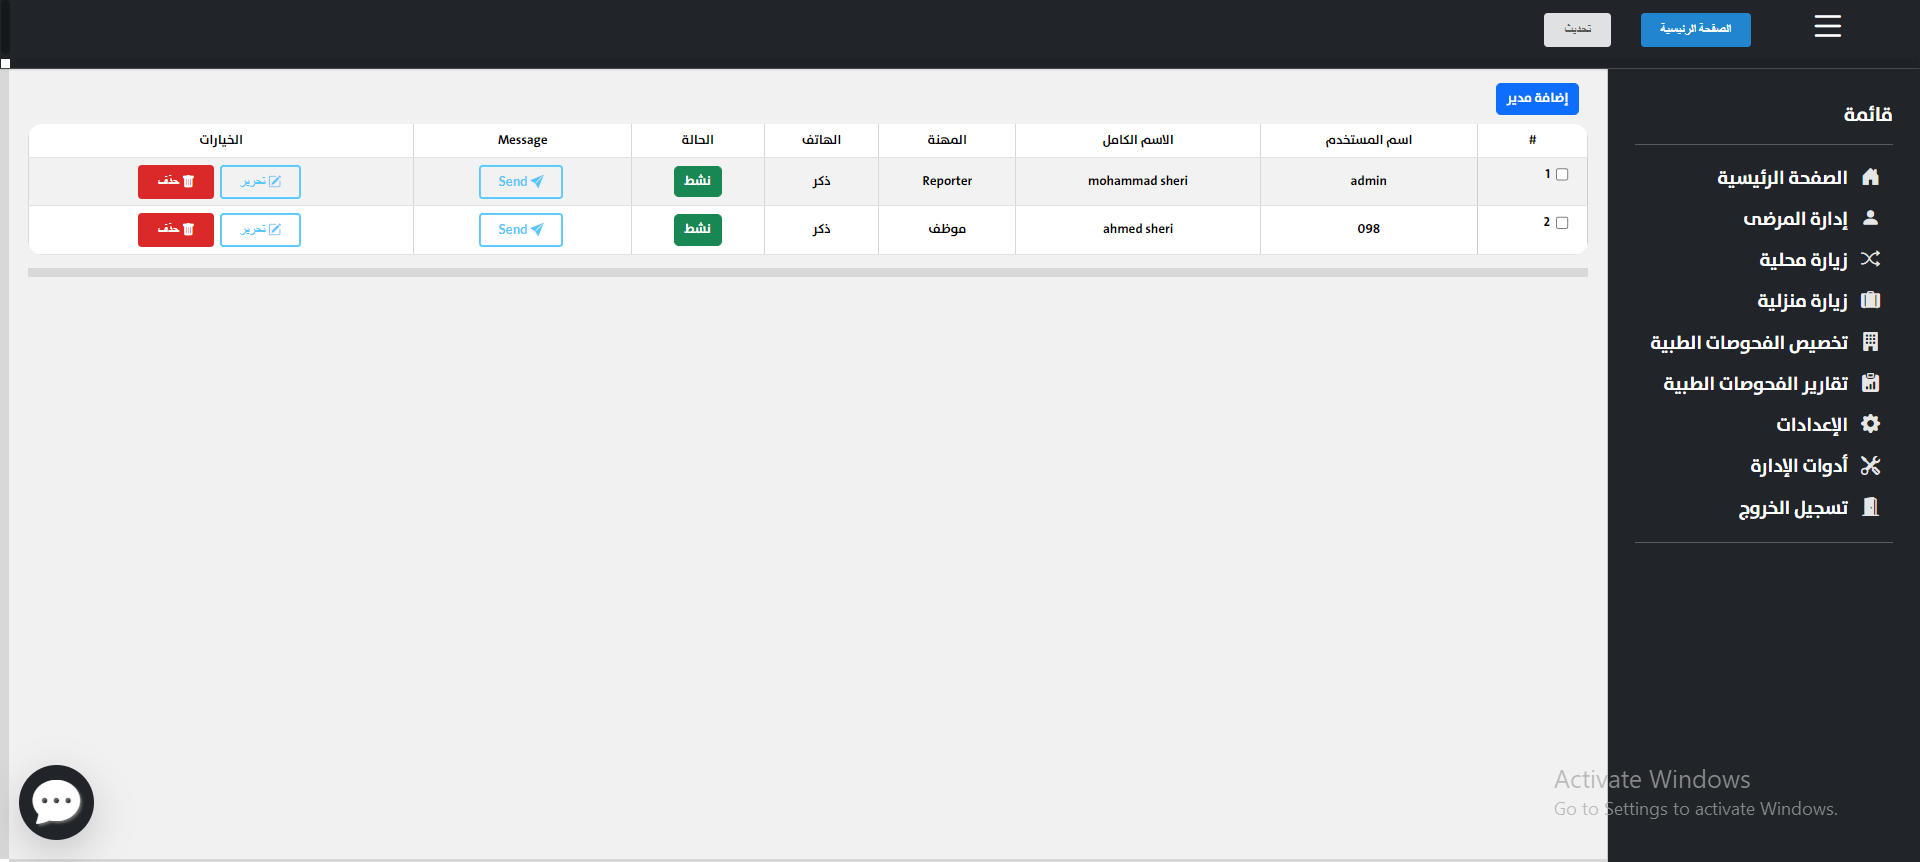 الصفحة الرئيسية
تحديث
قائمة
الصفحة الرئيسية
إدارة المرضى
زيارة محلية
زيارة منزلية
تخصيص الفحوصات الطبية
تقارير الفحوصات الطبية
الإعدادات
أدوات الإدارة
تسجيل الخروج
إضافة مدير
# اسم المستخدم الاسم الكامل المهنة الهاتف الحالة Message الخيارات
1 admin mohammad sheri Reporter ذكر نشط Send تحرير حذف
2 098 ahmed sheri موظف ذكر نشط Send تحرير حذف
Activate Windows
Go to Settings to activate Windows.